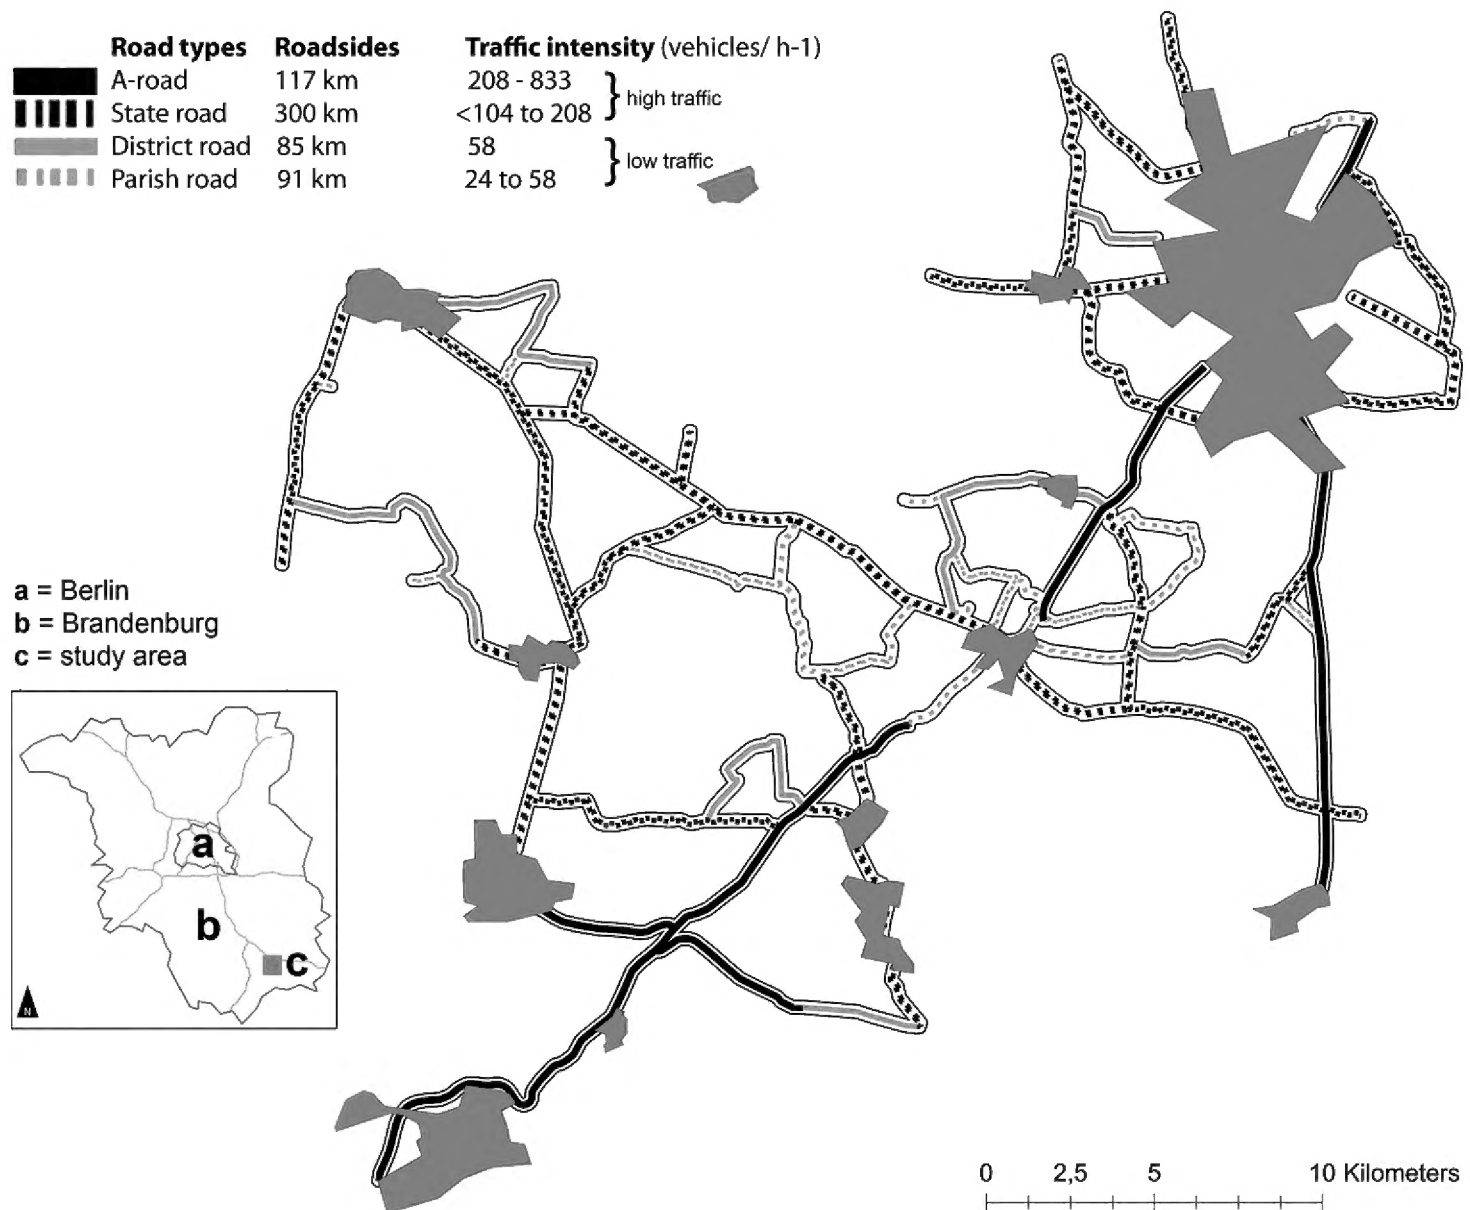 Road types Roadsides Traffic intensity (vehicles/ h-1)
A-road 117 km 208 - 833
State road 300 km <104 to 208
high traffic
District road 85 km 58
Parish road 91 km 24 to 58
low traffic
a = Berlin
b = Brandenburg
c = study area
a
b
c
N
0 2,5 5 10 Kilometers